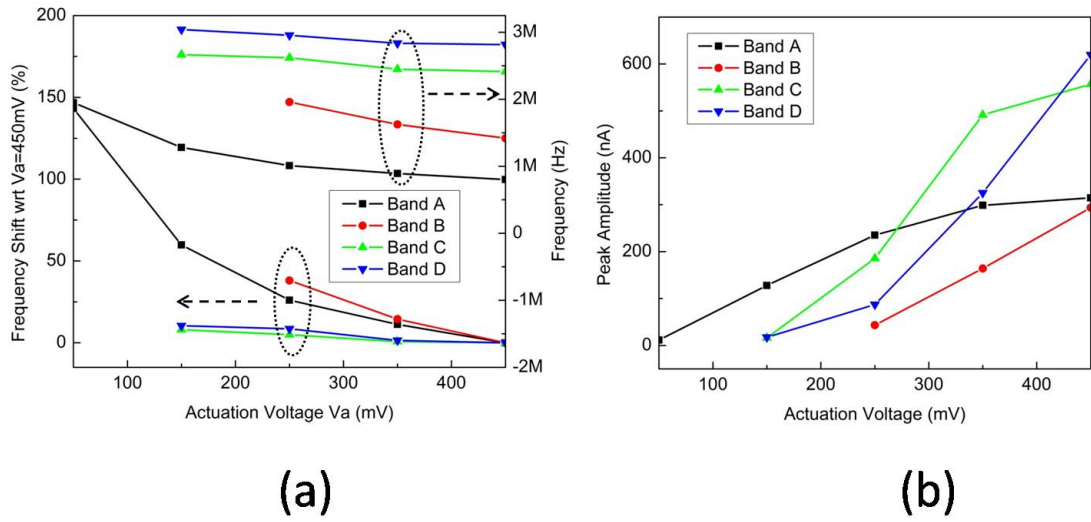 200
150
100
50
0
Frequency Shift wrt Va=450mV (%)
3M
2M
1M
0
-1M
-2M
Frequency (Hz)
Band A
Band B
Band C
Band D
100 200 300 400
Actuation Voltage Va (mV)
(a)
600
400
200
0
Peak Amplitude (nA)
Band A
Band B
Band C
Band D
100 200 300 400
Actuation Voltage (mV)
(b)